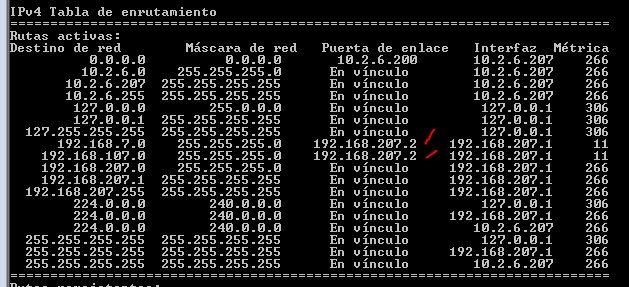 IPv4 Tabla de enrutamiento
===========================================================================
Rutas activas:
Destino de red        Máscara de red   Puerta de enlace   Interfaz  Métrica
0.0.0.0          0.0.0.0       10.2.6.200       10.2.6.207    266
10.2.6.0    255.255.255.0      En vínculo        10.2.6.207    266
10.2.6.207  255.255.255.255      En vínculo        10.2.6.207    266
10.2.6.255  255.255.255.255      En vínculo        10.2.6.207    266
127.0.0.0        255.0.0.0      En vínculo         127.0.0.1    306
127.0.0.1  255.255.255.255      En vínculo         127.0.0.1    306
127.255.255.255  255.255.255.255      En vínculo         127.0.0.1    306
192.168.7.0    255.255.255.0    192.168.207.2    192.168.207.1     11
192.168.107.0    255.255.255.0    192.168.207.2    192.168.207.1     11
192.168.207.0    255.255.255.0      En vínculo     192.168.207.1    266
192.168.207.1  255.255.255.255      En vínculo     192.168.207.1    266
192.168.207.255  255.255.255.255      En vínculo     192.168.207.1    266
224.0.0.0        240.0.0.0      En vínculo         127.0.0.1    306
224.0.0.0        240.0.0.0      En vínculo     192.168.207.1    266
224.0.0.0        240.0.0.0      En vínculo        10.2.6.207    266
255.255.255.255  255.255.255.255      En vínculo         127.0.0.1    306
255.255.255.255  255.255.255.255      En vínculo     192.168.207.1    266
255.255.255.255  255.255.255.255      En vínculo        10.2.6.207    266
===========================================================================